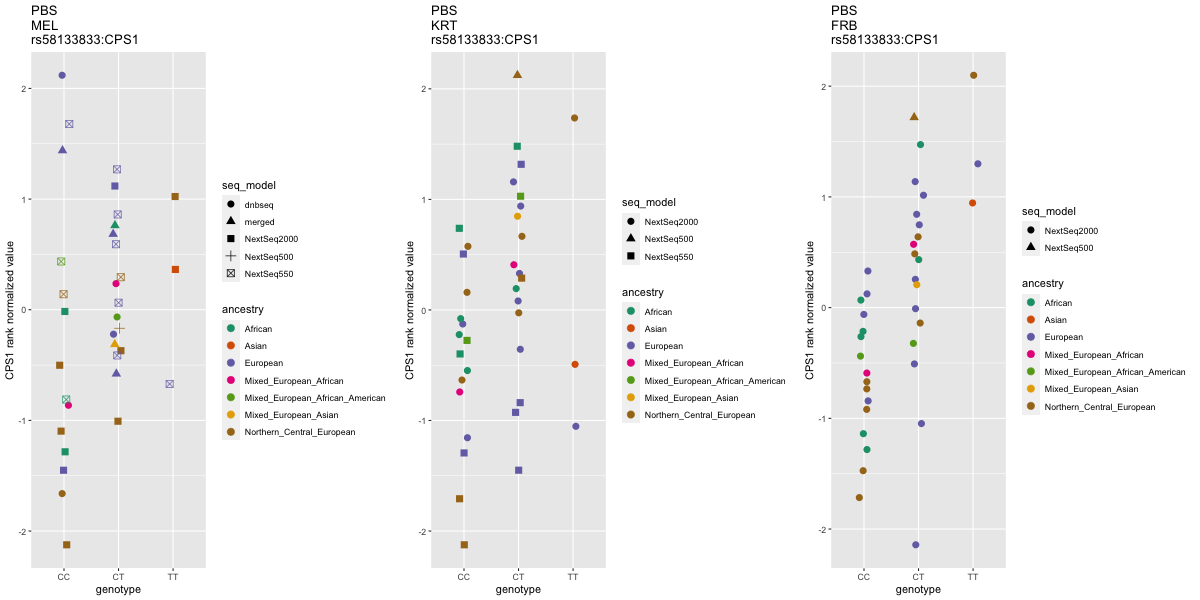 PBS
MEL
rs58133833:CPS1
CPS1 rank normalized value
2
1
0
-1
-2
CC
CT
TT
genotype
seq_model
dnbseq
merged
NextSeq2000
NextSeq500
NextSeq550
ancestry
African
Asian
European
Mixed_European_African
Mixed_European_African_American
Mixed_European_Asian
Northern_Central_European
PBS
KRT
rs58133833:CPS1
CPS1 rank normalized value
2
1
0
-1
-2
CC
CT
TT
genotype
seq_model
NextSeq2000
NextSeq500
NextSeq550
ancestry
African
Asian
European
Mixed_European_African
Mixed_European_African_American
Mixed_European_Asian
Northern_Central_European
PBS
FRB
rs58133833:CPS1
CPS1 rank normalized value
2
1
0
-1
-2
CC
CT
TT
genotype
seq_model
NextSeq2000
NextSeq500
ancestry
African
Asian
European
Mixed_European_African
Mixed_European_African_American
Mixed_European_Asian
Northern_Central_European